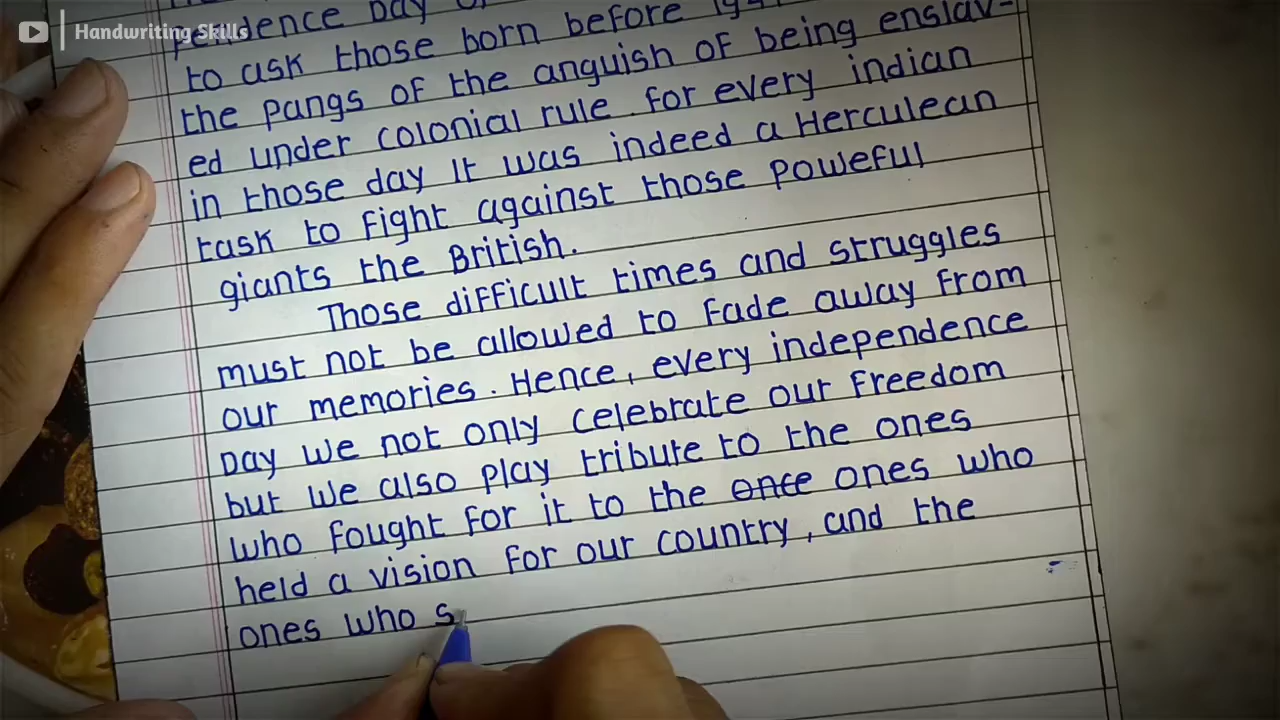 Handwriting Skills
pendence Day
to ask those born before
the pangs of the anguish of being enslav-
ed under colonial rule. for every indian
in those day It was indeed a Herculean
task to fight against those poweful
giants the British.
Those difficult times and struggles
must not be allowed to fade away from
our memories. Hence, every independence
Day we not only celebrate our freedom
but we also play tribute to the ones
who fought for it to the once ones who
held a vision for our country, and the
ones who s